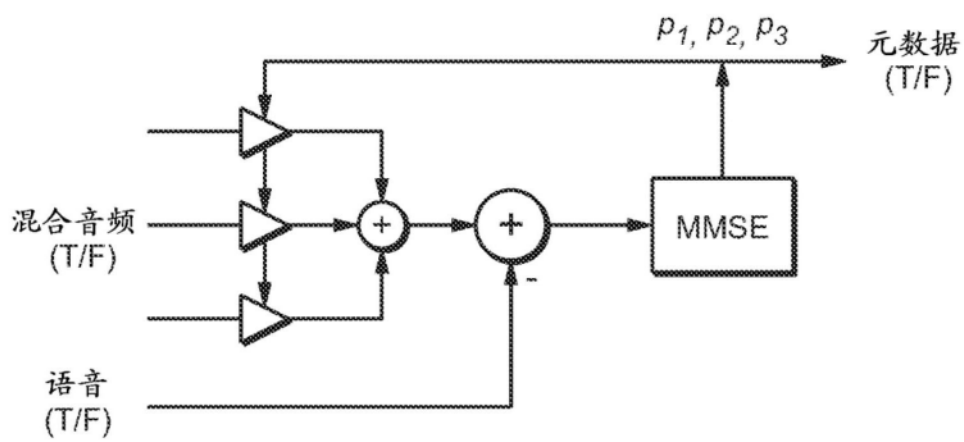 p1, p2, p3
元数据
(T/F)
+
+
MMSE
混合音频
(T/F)
-
语音
(T/F)